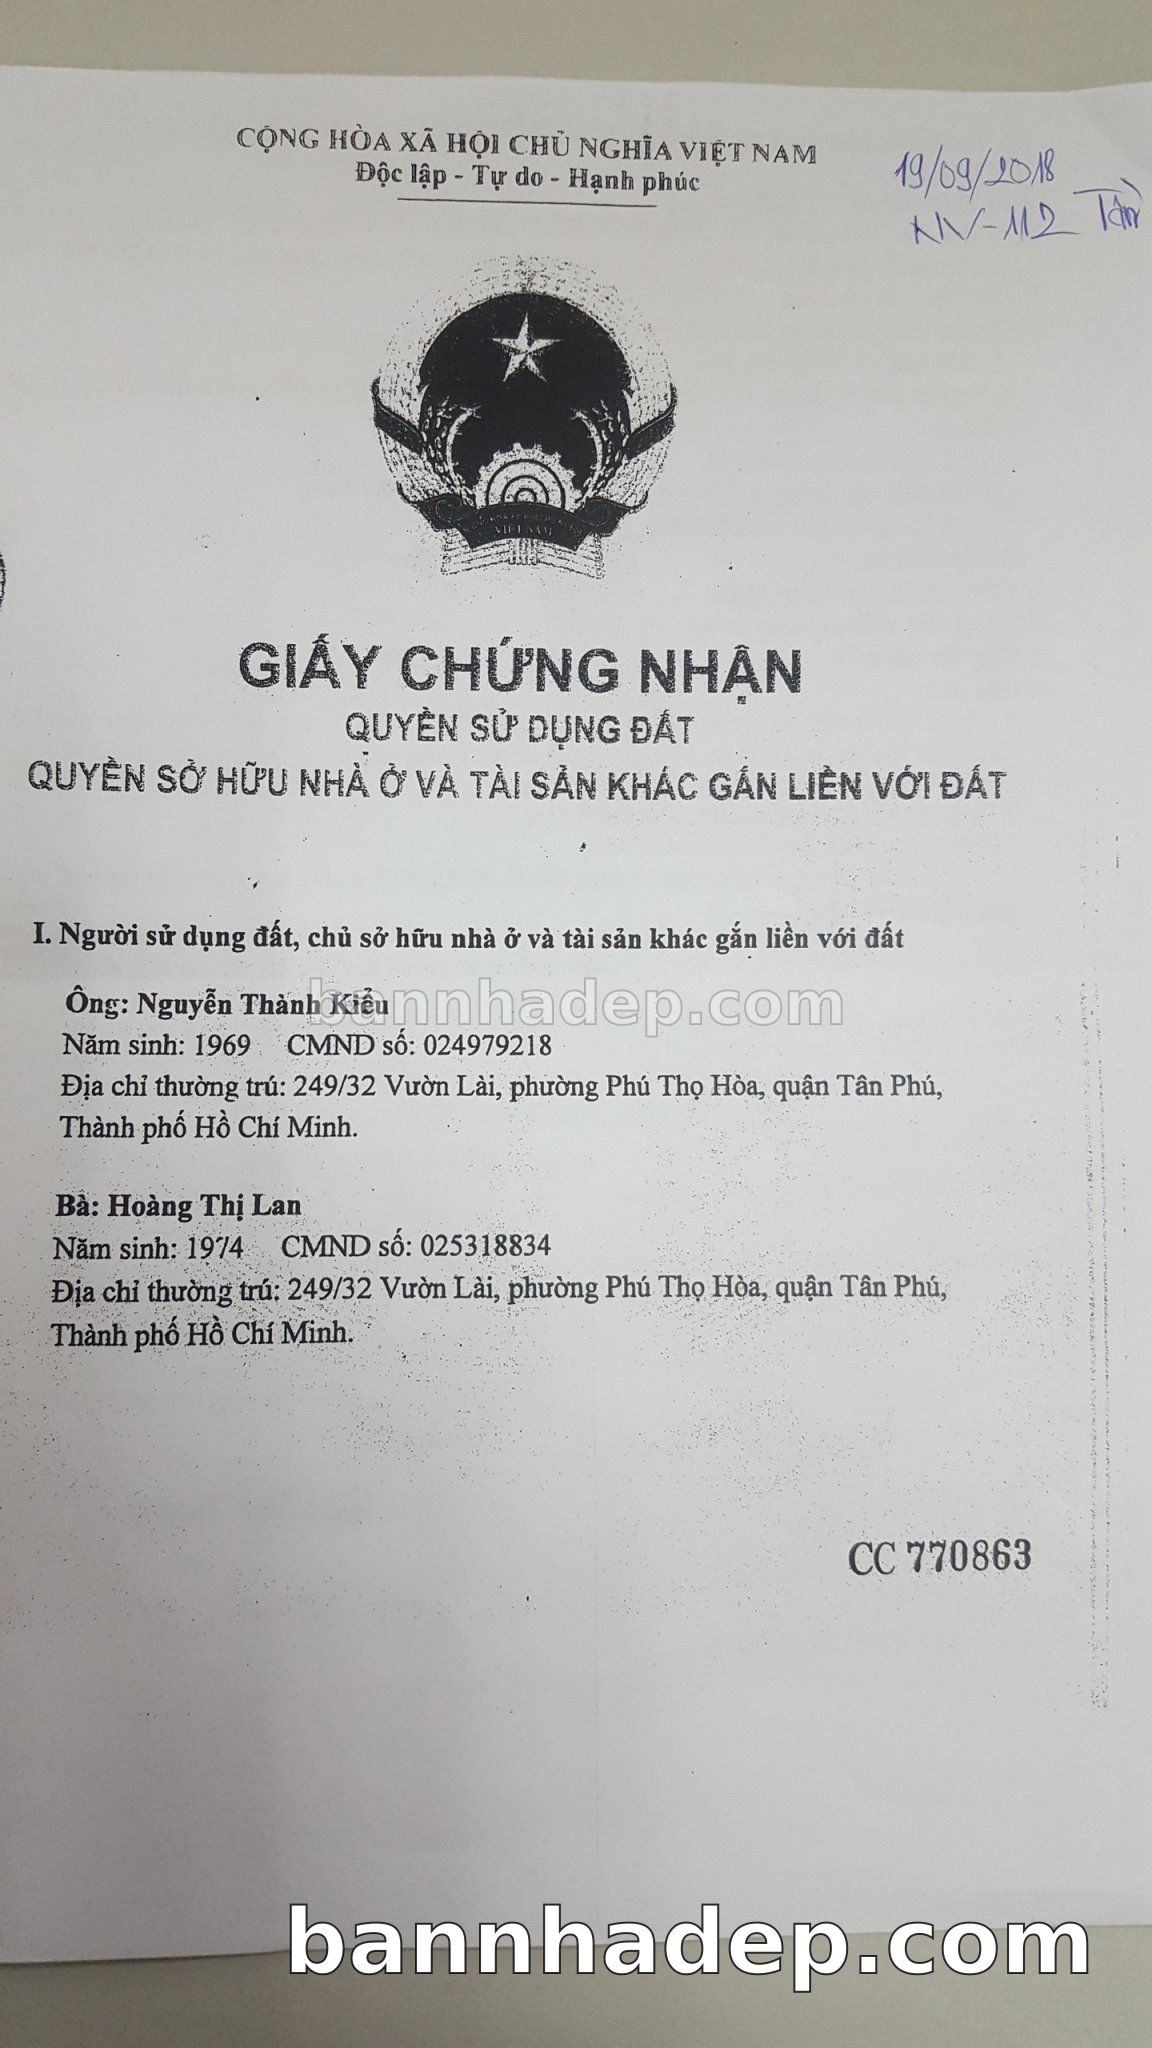 CỘNG HÒA XÃ HỘI CHỦ NGHĨA VIỆT NAM
Độc lập - Tự do - Hạnh phúc
19/09/2018
NV-112
VIỆT NAM
GIẤY CHỨNG NHẬN
QUYỀN SỬ DỤNG ĐẤT
QUYỀN SỞ HỮU NHÀ Ở VÀ TÀI SẢN KHÁC GẮN LIỀN VỚI ĐẤT
I. Người sử dụng đất, chủ sở hữu nhà ở và tài sản khác gắn liền với đất
Ông: Nguyễn Thành Kiểu
bannhadep.com
Năm sinh: 1969 CMND số: 024979218
Địa chỉ thường trú: 249/32 Vườn Lài, phường Phú Thọ Hòa, quận Tân Phú,
Thành phố Hồ Chí Minh.
Bà: Hoàng Thị Lan
Năm sinh: 1974 CMND số: 025318834
Địa chỉ thường trú: 249/32 Vườn Lài, phường Phú Thọ Hòa, quận Tân Phú,
Thành phố Hồ Chí Minh.
CC 770863
bannhadep.com